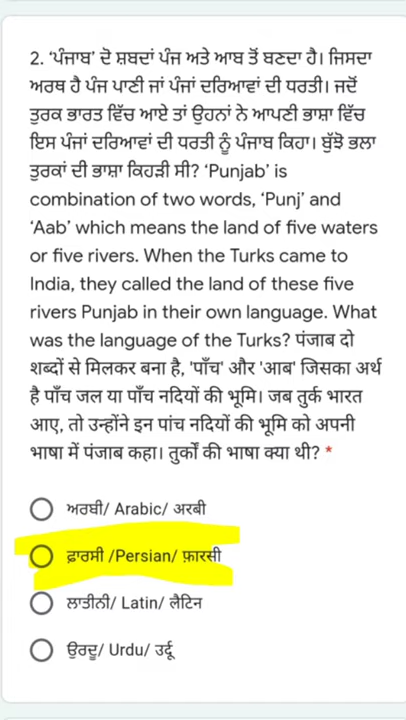 2. ‘ਪੰਜਾਬ’ ਦੋ ਸ਼ਬਦਾਂ ਪੰਜ ਅਤੇ ਆਬ ਤੋਂ ਬਣਦਾ ਹੈ। ਜਿਸਦਾ
ਅਰਥ ਹੈ ਪੰਜ ਪਾਣੀ ਜਾਂ ਪੰਜਾਂ ਦਰਿਆਵਾਂ ਦੀ ਧਰਤੀ। ਜਦੋਂ
ਤੁਰਕ ਭਾਰਤ ਵਿੱਚ ਆਏ ਤਾਂ ਉਹਨਾਂ ਨੇ ਆਪਣੀ ਭਾਸ਼ਾ ਵਿੱਚ
ਇਸ ਪੰਜਾਂ ਦਰਿਆਵਾਂ ਦੀ ਧਰਤੀ ਨੂੰ ਪੰਜਾਬ ਕਿਹਾ। ਬੁੱਝੋ ਭਲਾ
ਤੁਰਕਾਂ ਦੀ ਭਾਸ਼ਾ ਕਿਹੜੀ ਸੀ? ‘Punjab’ is
combination of two words, ‘Punj’ and
‘Aab’ which means the land of five waters
or five rivers. When the Turks came to
India, they called the land of these five
rivers Punjab in their own language. What
was the language of the Turks? पंजाब दो
शब्दों से मिलकर बना है, 'पाँच' और 'आब' जिसका अर्थ
है पाँच जल या पाँच नदियों की भूमि। जब तुर्क भारत
आए, तो उन्होंने इन पांच नदियों की भूमि को अपनी
भाषा में पंजाब कहा। तुर्कों की भाषा क्या थी? *
ਅਰਬੀ/ Arabic/ अरबी
ਫ਼ਾਰਸੀ /Persian/ फ़ारसी
ਲਾਤੀਨੀ/ Latin/ लैटिन
ਉਰਦੂ/ Urdu/ उर्दू